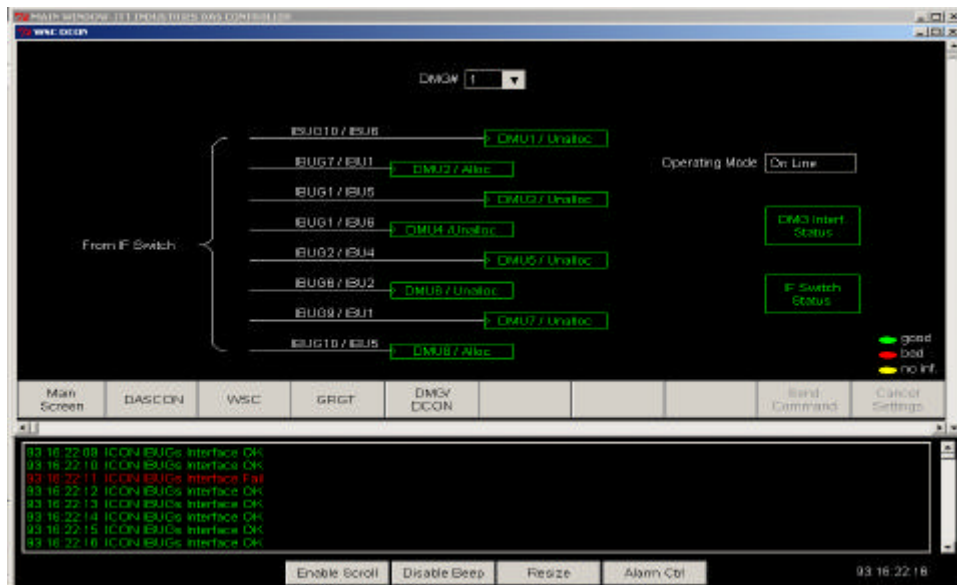 MAIN WINDOW-ITT INDUSTRIES DAS CONTROLLER
WSC DCON
DMG# 1
IBUG10 / IBU6
DMU1 / Unalloc
IBUG7 / IBU1
DMU2 / Alloc
IBUG1 / IBU5
DMU3 / Unalloc
IBUG1 / IBU6
DMU4 /Unalloc
IBUG2 / IBU4
DMU5 / Unalloc
IBUG8 / IBU2
DMU6 / Unalloc
IBUG9 / IBU1
DMU7 / Unalloc
IBUG10 / IBU5
DMU8 / Alloc
From IF Switch
Operating Mode On Line
DMG Interf.
Status
IF Switch
Status
good
bad
no inf.
Main
Screen
DASCON
WSC
GRGT
DMG/
DCON
Send
Command
Cancel
Settings
93:16:22:09 ICON IBUGs Interface OK
93:16:22:10 ICON IBUGs Interface OK
93:16:22:11 ICON IBUGs Interface Fail
93:16:22:12 ICON IBUGs Interface OK
93:16:22:13 ICON IBUGs Interface OK
93:16:22:14 ICON IBUGs Interface OK
93:16:22:15 ICON IBUGs Interface OK
93:16:22:16 ICON IBUGs Interface OK
Enable Scroll
Disable Beep
Resize
Alarm Ctrl
93:16:22:16